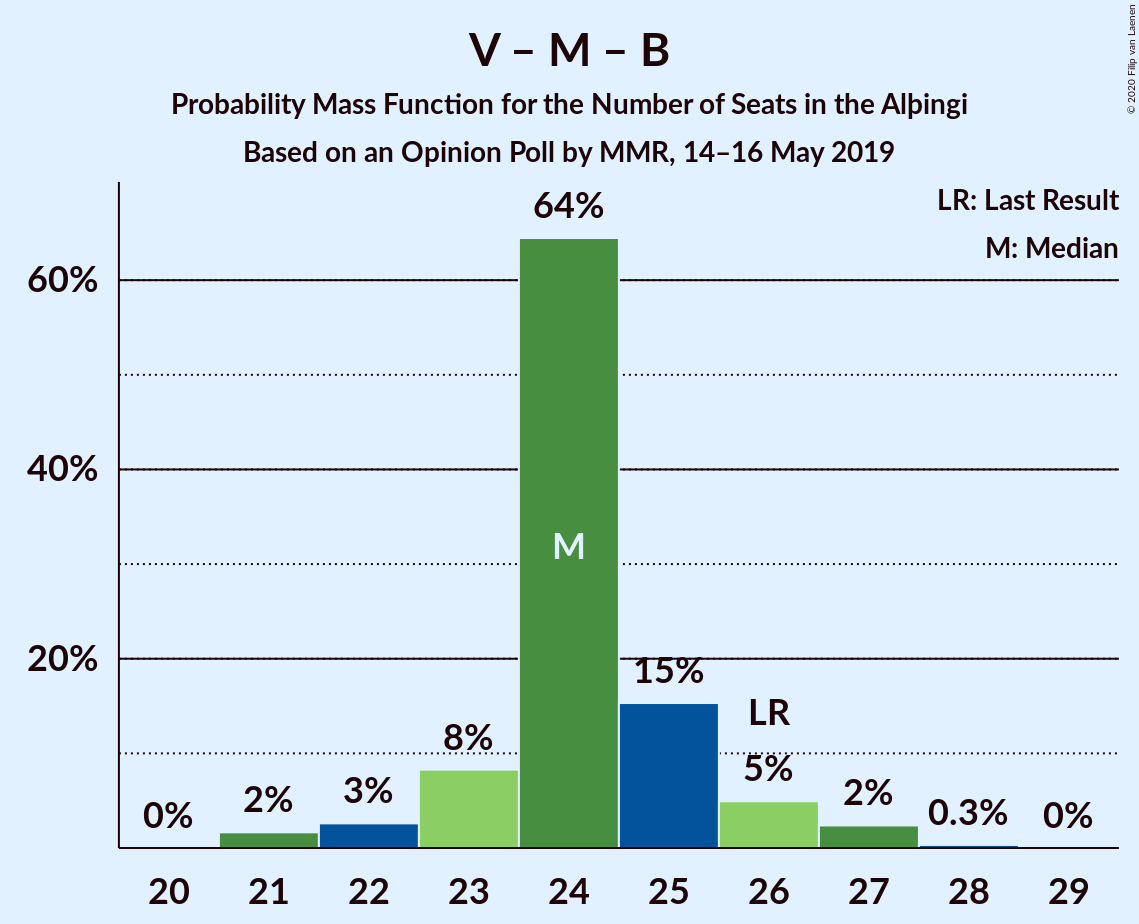 V – M – B
Probability Mass Function for the Number of Seats in the Alþingi
Based on an Opinion Poll by MMR, 14–16 May 2019
© 2020 Filip van Laenen
LR: Last Result
M: Median
60%
40%
20%
0%
2%
3%
8%
64%
M
15%
LR
5%
2%
0.3%
0%
20
21
22
23
24
25
26
27
28
29